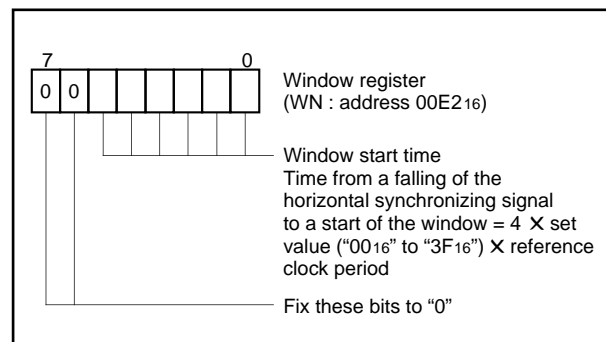 7 0
0 0
Window register
(WN : address 00E2₁₆)
Window start time
Time from a falling of the
horizontal synchronizing signal
to a start of the window = 4 ✕ set
value (“00₁₆” to “3F₁₆”) ✕ reference
clock period
Fix these bits to “0”